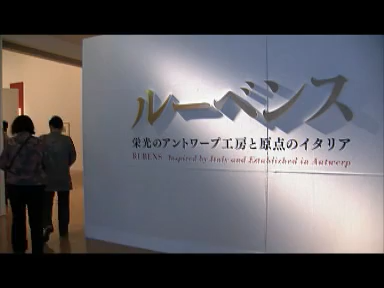 ルーベンス
栄光のアントワープ工房と原点のイタリア
RUBENS Inspired by Italy and Established in Antwerp